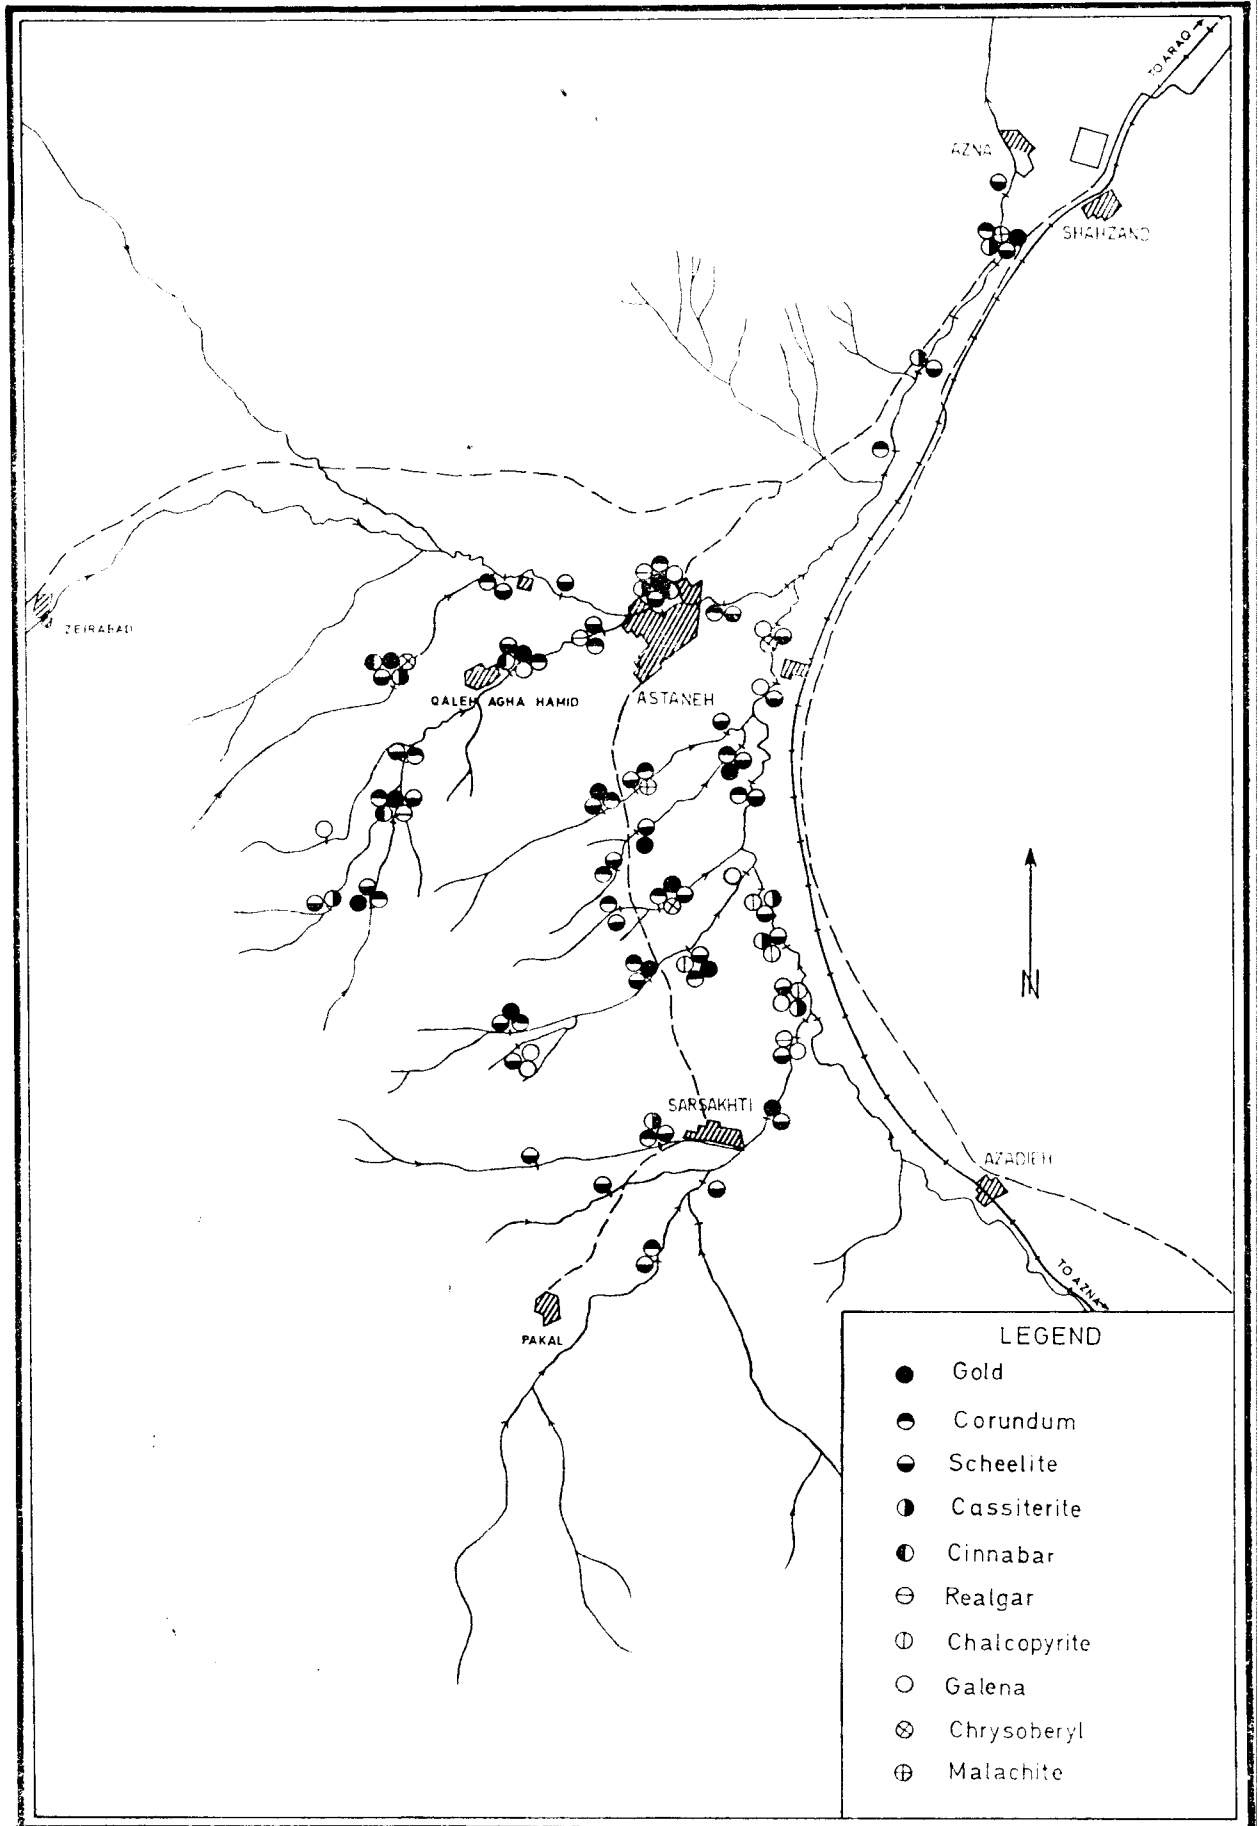 TO ARAQ
AZNA
SHAHZAND
ZEIRABAD
QALEH AGHA HAMID
ASTANEH
N
SARSAKHTI
AZADIEH
TO AZNA
PAKAL
LEGEND
Gold
Corundum
Scheelite
Cassiterite
Cinnabar
Realgar
Chalcopyrite
Galena
Chrysoberyl
Malachite